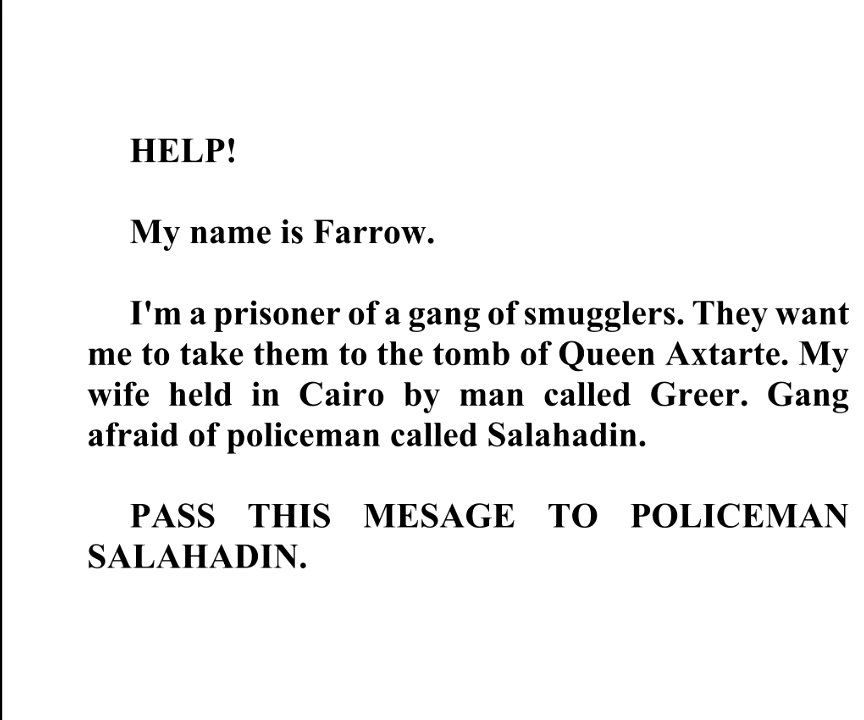 HELP!
My name is Farrow.
I'm a prisoner of a gang of smugglers. They want
me to take them to the tomb of Queen Axtarte. My
wife held in Cairo by man called Greer. Gang
afraid of policeman called Salahadin.
PASS THIS MESAGE TO POLICEMAN
SALAHADIN.